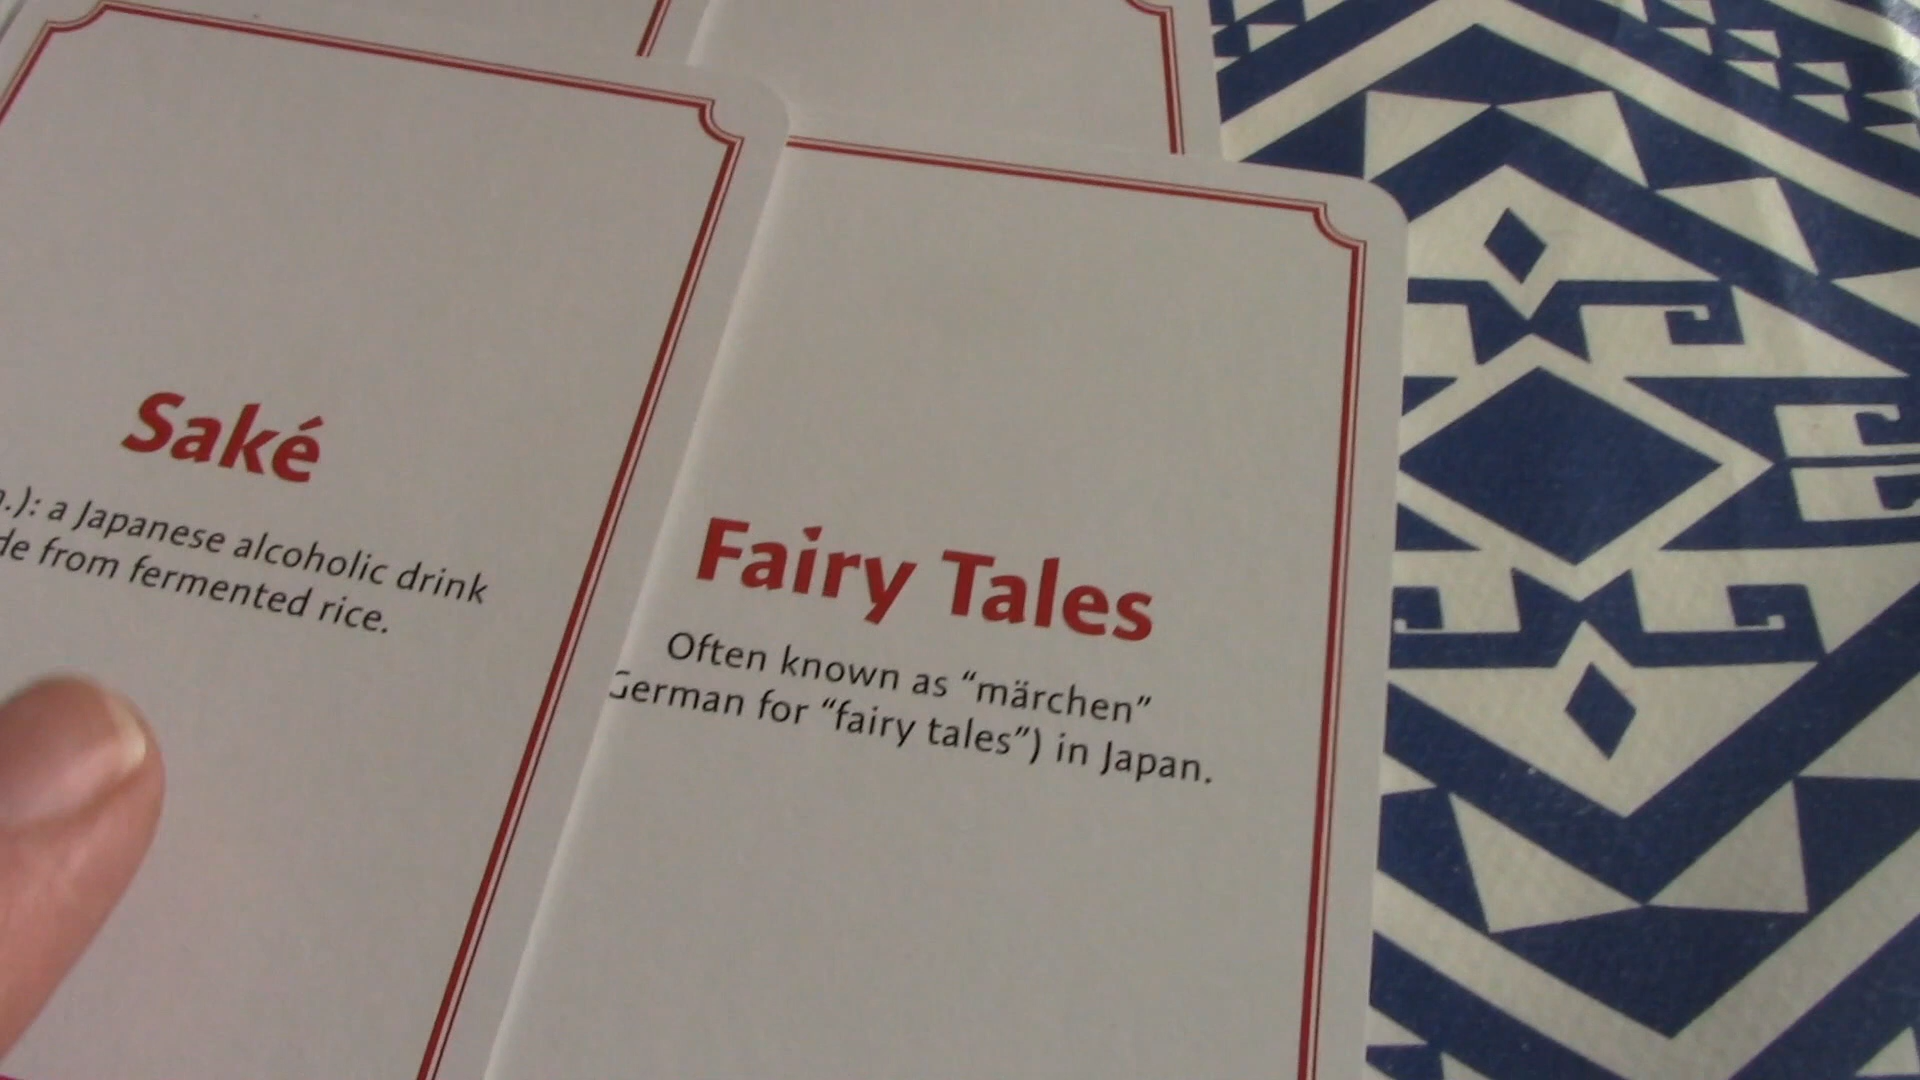 Saké
.): a Japanese alcoholic drink
from fermented rice.
Fairy Tales
Often known as “märchen”
German for “fairy tales”) in Japan.